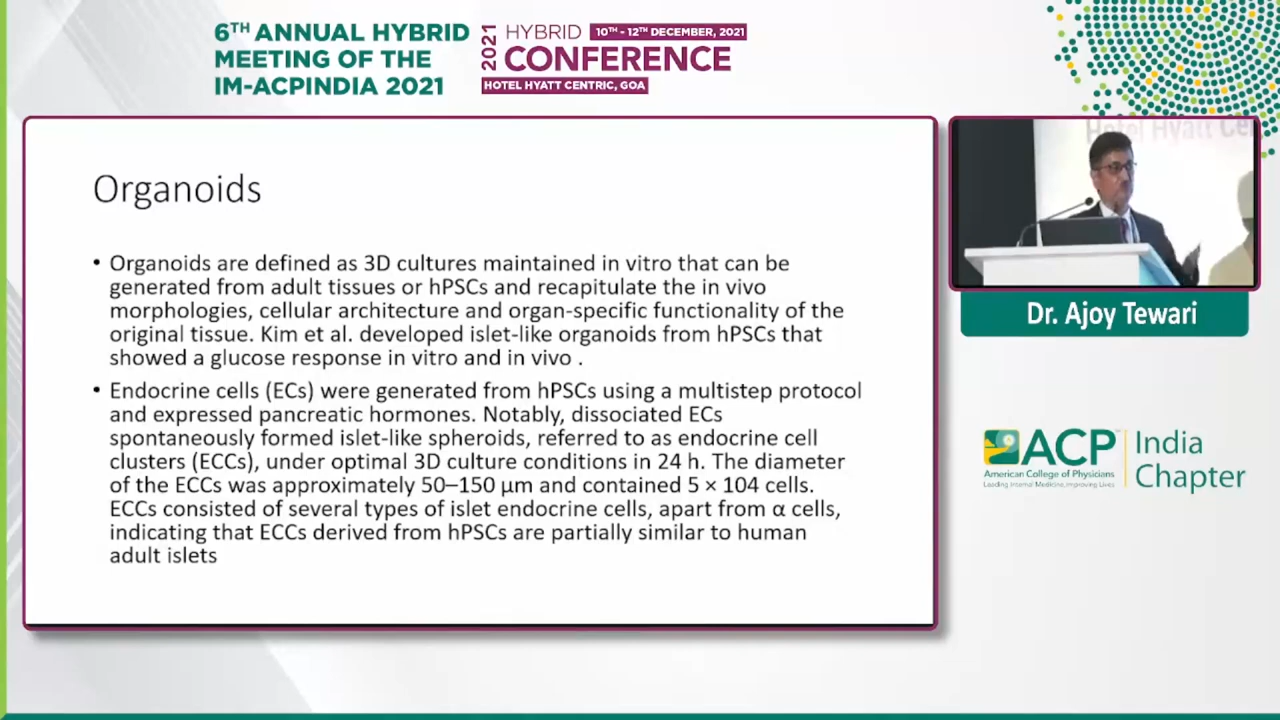 6TH ANNUAL HYBRID
MEETING OF THE
IM-ACPINDIA 2021
2021
HYBRID
10TH - 12TH DECEMBER, 2021
CONFERENCE
HOTEL HYATT CENTRIC, GOA
Organoids
• Organoids are defined as 3D cultures maintained in vitro that can be
generated from adult tissues or hPSCs and recapitulate the in vivo
morphologies, cellular architecture and organ-specific functionality of the
original tissue. Kim et al. developed islet-like organoids from hPSCs that
showed a glucose response in vitro and in vivo .
• Endocrine cells (ECs) were generated from hPSCs using a multistep protocol
and expressed pancreatic hormones. Notably, dissociated ECs
spontaneously formed islet-like spheroids, referred to as endocrine cell
clusters (ECCs), under optimal 3D culture conditions in 24 h. The diameter
of the ECCs was approximately 50–150 μm and contained 5 × 104 cells.
ECCs consisted of several types of islet endocrine cells, apart from α cells,
indicating that ECCs derived from hPSCs are partially similar to human
adult islets
Hotel Hyatt Cen
Dr. Ajoy Tewari
ACP
American College of Physicians
Leading Internal Medicine, Improving Lives
India
Chapter